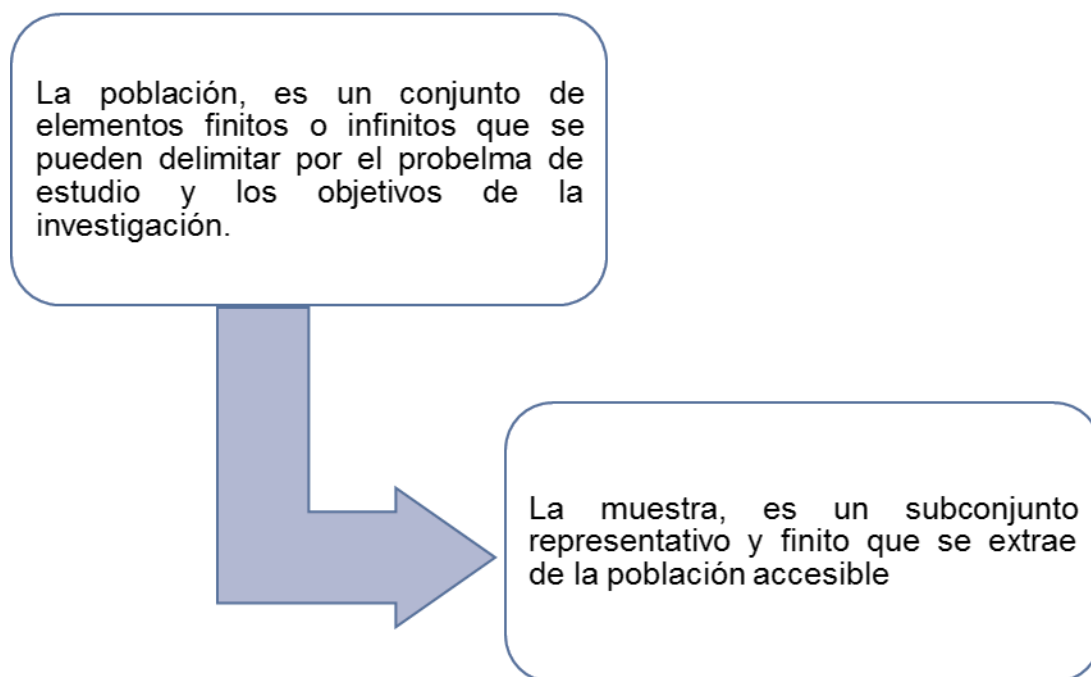 La población, es un conjunto de
elementos finitos o infinitos que se
pueden delimitar por el probelma de
estudio y los objetivos de la
investigación.
La muestra, es un subconjunto
representativo y finito que se extrae
de la población accesible